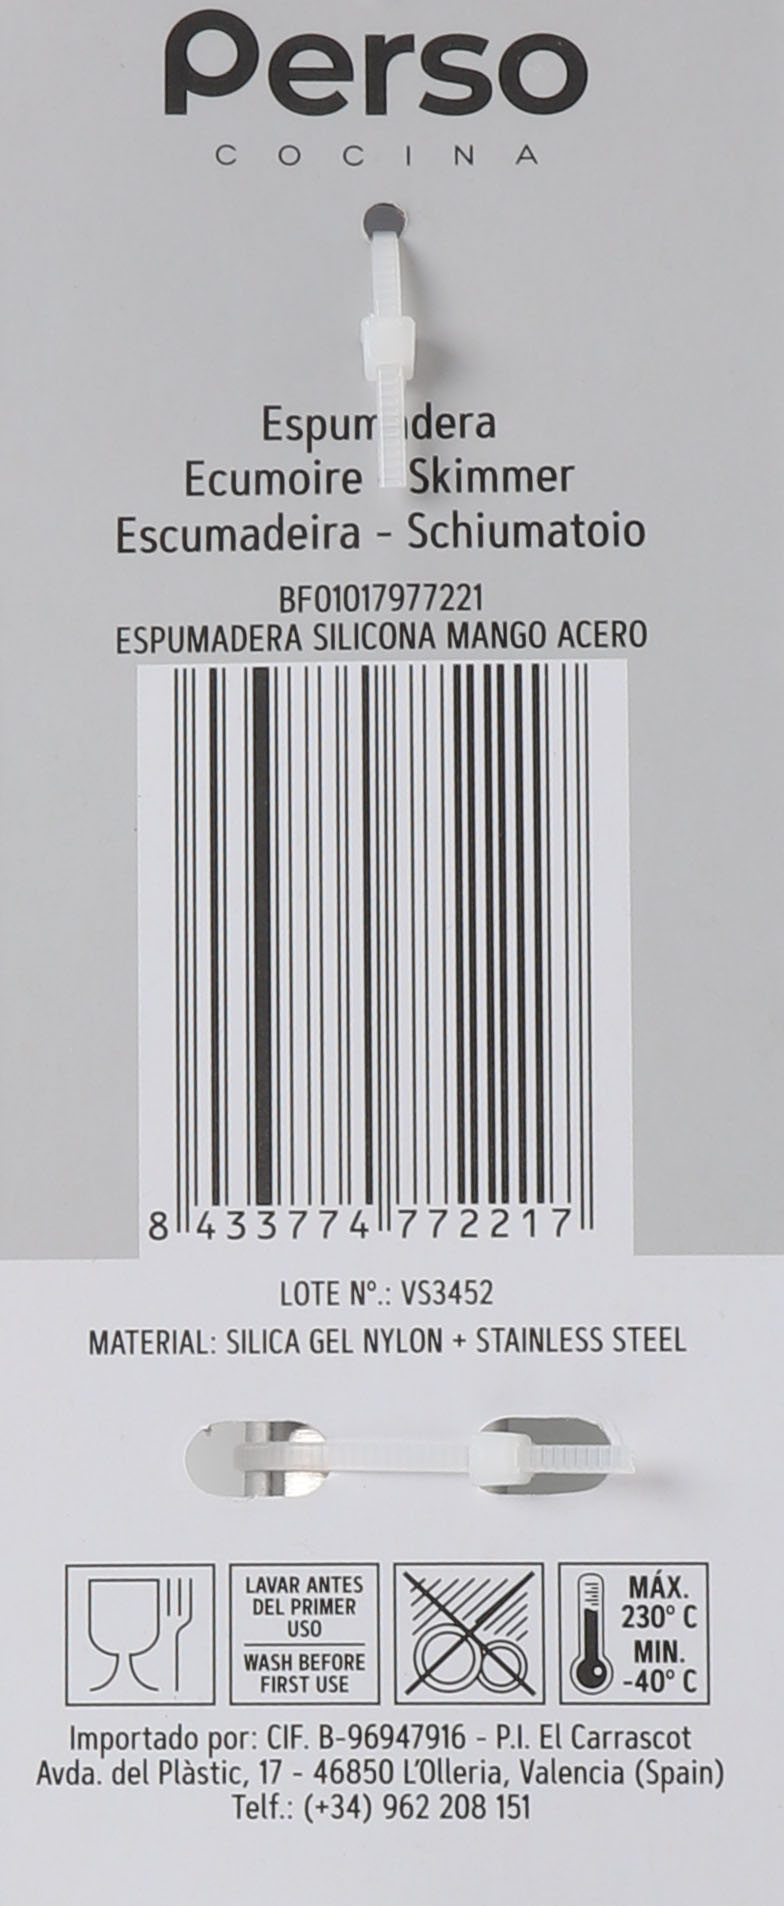 Perso
COCINA
Espumadera
Ecumoire Skimmer
Escumadeira - Schiumatoio
BF01017977221
ESPUMADERA SILICONA MANGO ACERO
8 433774 772217
LOTE Nº.: VS3452
MATERIAL: SILICA GEL NYLON + STAINLESS STEEL
LAVAR ANTES
DEL PRIMER
USO
WASH BEFORE
FIRST USE
MÁX.
230º C
MIN.
-40º C
Importado por: CIF. B-96947916 - P.I. El Carrascot
Avda. del Plàstic, 17 - 46850 L'Olleria, Valencia (Spain)
Telf.: (+34) 962 208 151